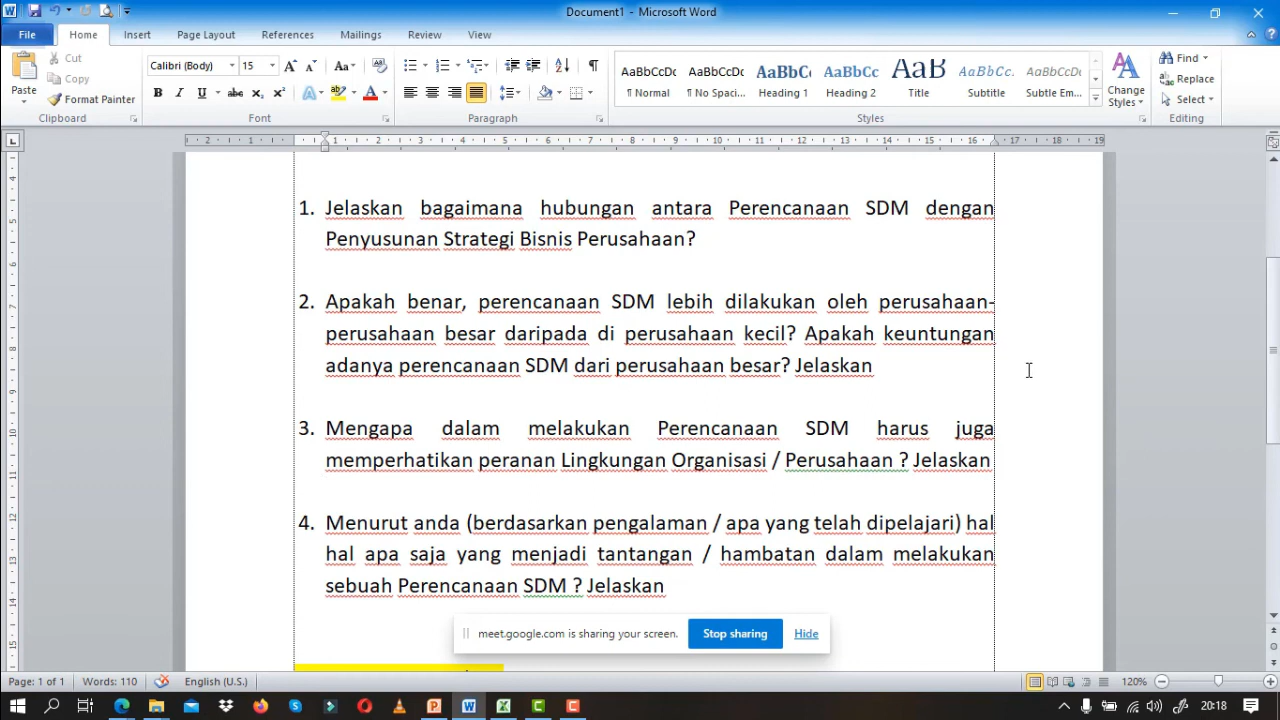 Document1 - Microsoft Word
File Home Insert Page Layout References Mailings Review View
Paste
Cut
Copy
Format Painter
Clipboard
Calibri (Body) 15
Font
Paragraph
AaBbCcDc AaBbCcDc AaBbC AaBbCc AaB AaBbCcDc AaBbCcDc
¶ Normal ¶ No Spaci... Heading 1 Heading 2 Title Subtitle Subtle Em...
Change Styles
Styles
Find
Replace
Select
Editing
1. Jelaskan bagaimana hubungan antara Perencanaan SDM dengan
Penyusunan Strategi Bisnis Perusahaan?
2. Apakah benar, perencanaan SDM lebih dilakukan oleh perusahaan-
perusahaan besar daripada di perusahaan kecil? Apakah keuntungan
adanya perencanaan SDM dari perusahaan besar? Jelaskan
3. Mengapa dalam melakukan Perencanaan SDM harus juga
memperhatikan peranan Lingkungan Organisasi / Perusahaan ? Jelaskan
4. Menurut anda (berdasarkan pengalaman / apa yang telah dipelajari) hal
hal apa saja yang menjadi tantangan / hambatan dalam melakukan
sebuah Perencanaan SDM ? Jelaskan
meet.google.com is sharing your screen. Stop sharing Hide
Page: 1 of 1 Words: 110 English (U.S.) 120%
20:18